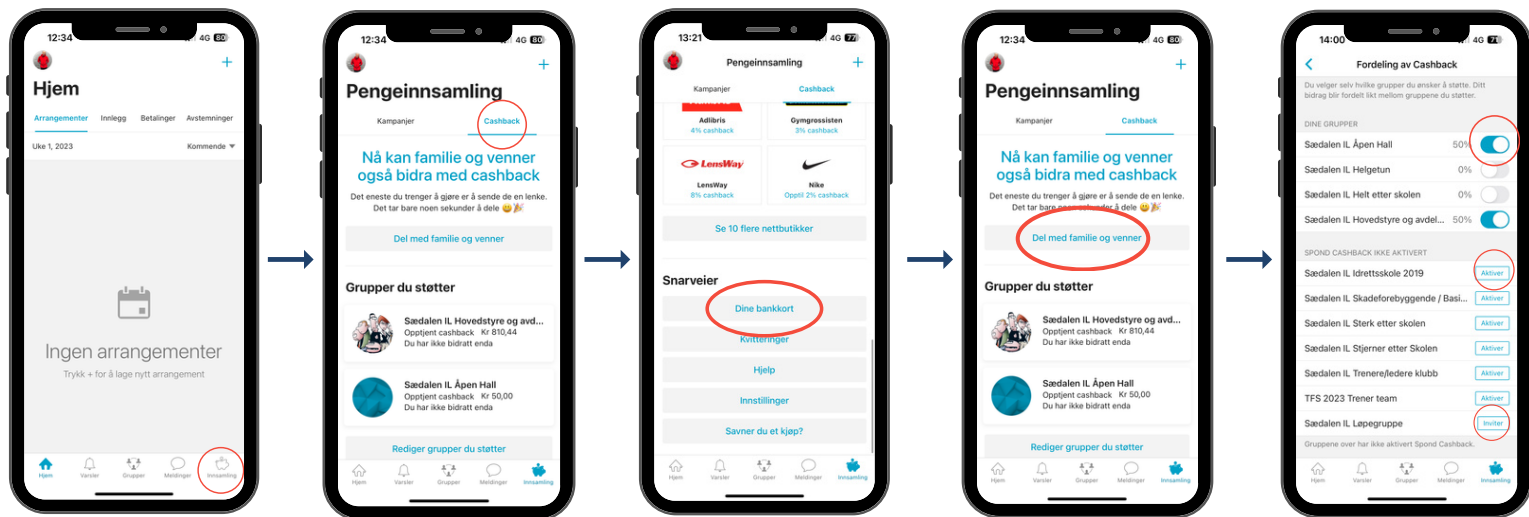 12:34
4G 80
Hjem
Arrangementer Innlegg Betalinger Avstemninger
Uke 1, 2023 Kommende
Ingen arrangementer
Trykk + for å lage nytt arrangement
Hjem Varsler Grupper Meldinger Innsamling
12:34
4G 80
Pengeinnsamling
Kampanjer Cashback
Nå kan familie og venner
også bidra med cashback
Det eneste du trenger å gjøre er å sende de en lenke.
Det tar bare noen sekunder å dele 😃🎉
Del med familie og venner
Grupper du støtter
Sædalen IL Hovedstyre og avd...
Opptjent cashback Kr 810,44
Du har ikke bidratt enda
Sædalen IL Åpen Hall
Opptjent cashback Kr 50,00
Du har ikke bidratt enda
Rediger grupper du støtter
Hjem Varsler Grupper Meldinger Innsamling
13:21
4G 77
Pengeinnsamling
Kampanjer Cashback
Adlibris
4% cashback
Gymgrossisten
3% cashback
LensWay
LensWay
8% cashback
Nike
Opptil 2% cashback
Se 10 flere nettbutikker
Snarveier
Dine bankkort
Kvitteringer
Hjelp
Innstillinger
Savner du et kjøp?
Hjem Varsler Grupper Meldinger Innsamling
12:34
4G 80
Pengeinnsamling
Kampanjer Cashback
Nå kan familie og venner
også bidra med cashback
Det eneste du trenger å gjøre er å sende de en lenke.
Det tar bare noen sekunder å dele 😃🎉
Del med familie og venner
Grupper du støtter
Sædalen IL Hovedstyre og avd...
Opptjent cashback Kr 810,44
Du har ikke bidratt enda
Sædalen IL Åpen Hall
Opptjent cashback Kr 50,00
Du har ikke bidratt enda
Rediger grupper du støtter
Hjem Varsler Grupper Meldinger Innsamling
14:00
4G 71
Fordeling av Cashback
Du velger selv hvilke grupper du ønsker å støtte. Ditt
bidrag blir fordelt likt mellom gruppene du støtter.
DINE GRUPPER
Sædalen IL Åpen Hall 50%
Sædalen IL Helgetun 0%
Sædalen IL Helt etter skolen 0%
Sædalen IL Hovedstyre og avdel... 50%
SPOND CASHBACK IKKE AKTIVERT
Sædalen IL Idrettsskole 2019 Aktiver
Sædalen IL Skadeforebyggende / Basi... Aktiver
Sædalen IL Sterk etter skolen Aktiver
Sædalen IL Stjerner etter Skolen Aktiver
Sædalen IL Trenere/ledere klubb Aktiver
TFS 2023 Trener team Aktiver
Sædalen IL Løpegruppe Inviter
Gruppene over har ikke aktivert Spond Cashback.
Hjem Varsler Grupper Meldinger Innsamling